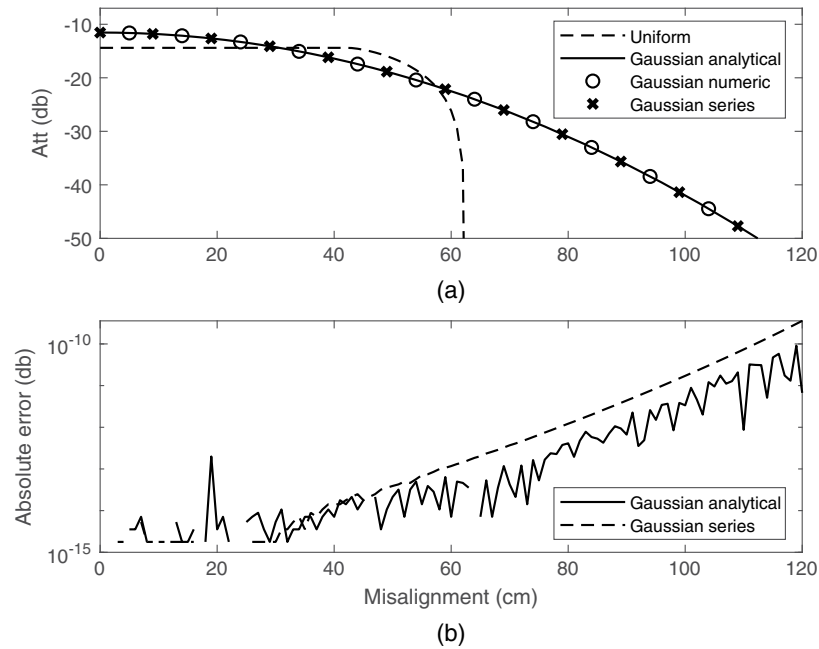 -10
-20
-30
-40
-50
Att (db)
0 20 40 60 80 100 120
Uniform
Gaussian analytical
Gaussian numeric
Gaussian series
(a)
10^-10
10^-15
Absolute error (db)
0 20 40 60 80 100 120
Misalignment (cm)
Gaussian analytical
Gaussian series
(b)